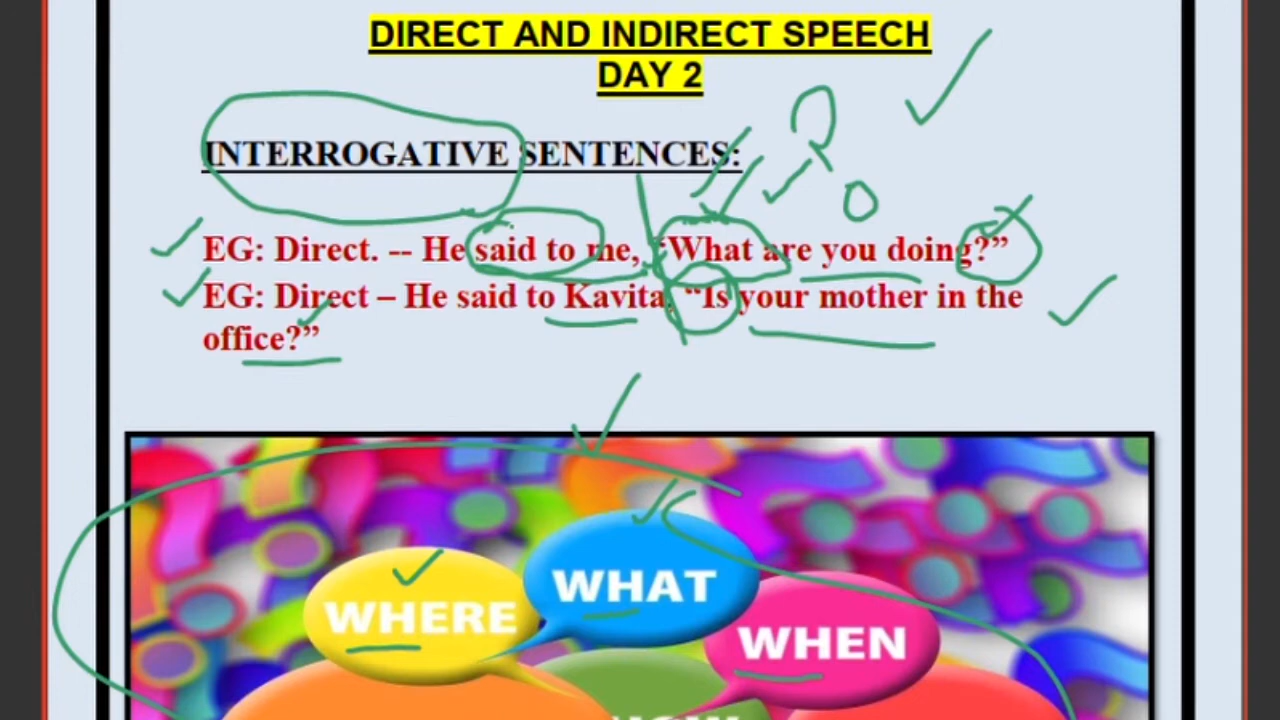 DIRECT AND INDIRECT SPEECH
DAY 2
INTERROGATIVE SENTENCES:
EG: Direct. -- He said to me, “What are you doing?”
EG: Direct – He said to Kavita, “Is your mother in the
office?”
WHAT
WHERE
WHEN